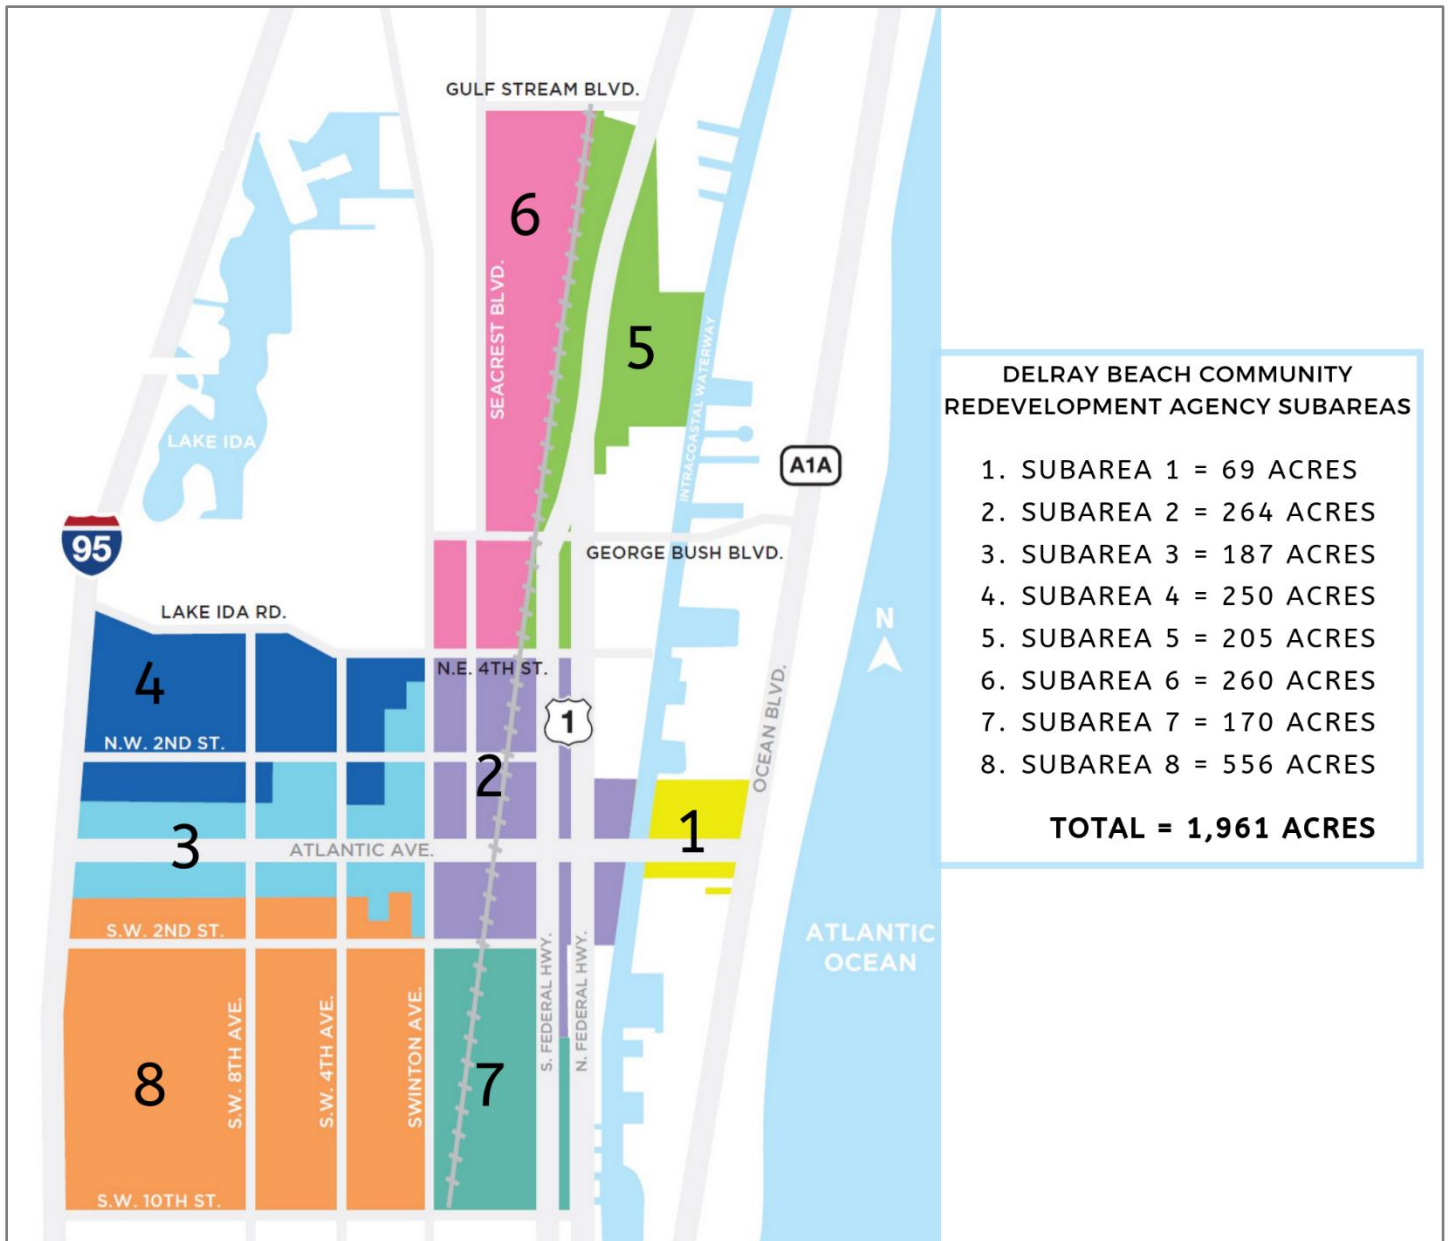 GULF STREAM BLVD.
6
SEACREST BLVD.
5
INTRACOASTAL WATERWAY
LAKE IDA
A1A
95
GEORGE BUSH BLVD.
LAKE IDA RD.
N
4
N.E. 4TH ST.
1
OCEAN BLVD.
N.W. 2ND ST.
2
3
1
ATLANTIC AVE.
S.W. 2ND ST.
ATLANTIC
OCEAN
S. FEDERAL HWY.
N. FEDERAL HWY.
S.W. 8TH AVE.
S.W. 4TH AVE.
SWINTON AVE.
8
7
S.W. 10TH ST.
DELRAY BEACH COMMUNITY
REDEVELOPMENT AGENCY SUBAREAS
1. SUBAREA 1 = 69 ACRES
2. SUBAREA 2 = 264 ACRES
3. SUBAREA 3 = 187 ACRES
4. SUBAREA 4 = 250 ACRES
5. SUBAREA 5 = 205 ACRES
6. SUBAREA 6 = 260 ACRES
7. SUBAREA 7 = 170 ACRES
8. SUBAREA 8 = 556 ACRES
TOTAL = 1,961 ACRES